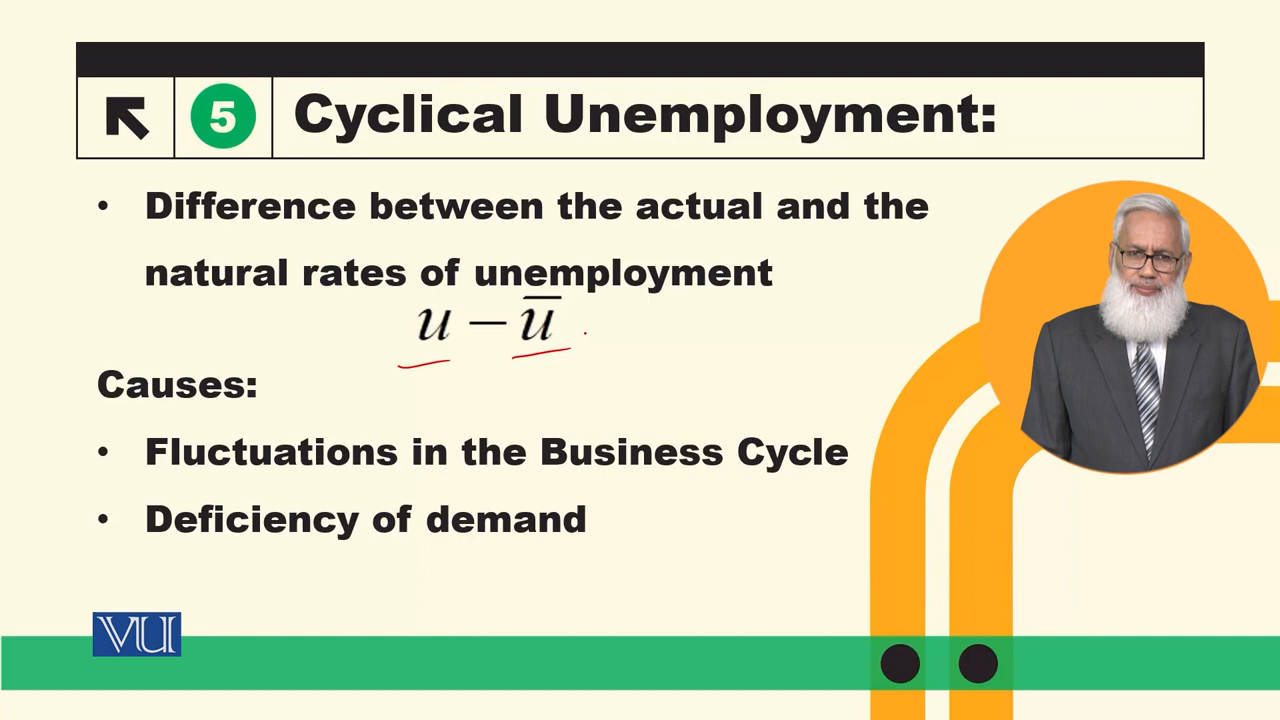 5 Cyclical Unemployment:
• Difference between the actual and the
natural rates of unemployment
u − u̅
Causes:
• Fluctuations in the Business Cycle
• Deficiency of demand
VU